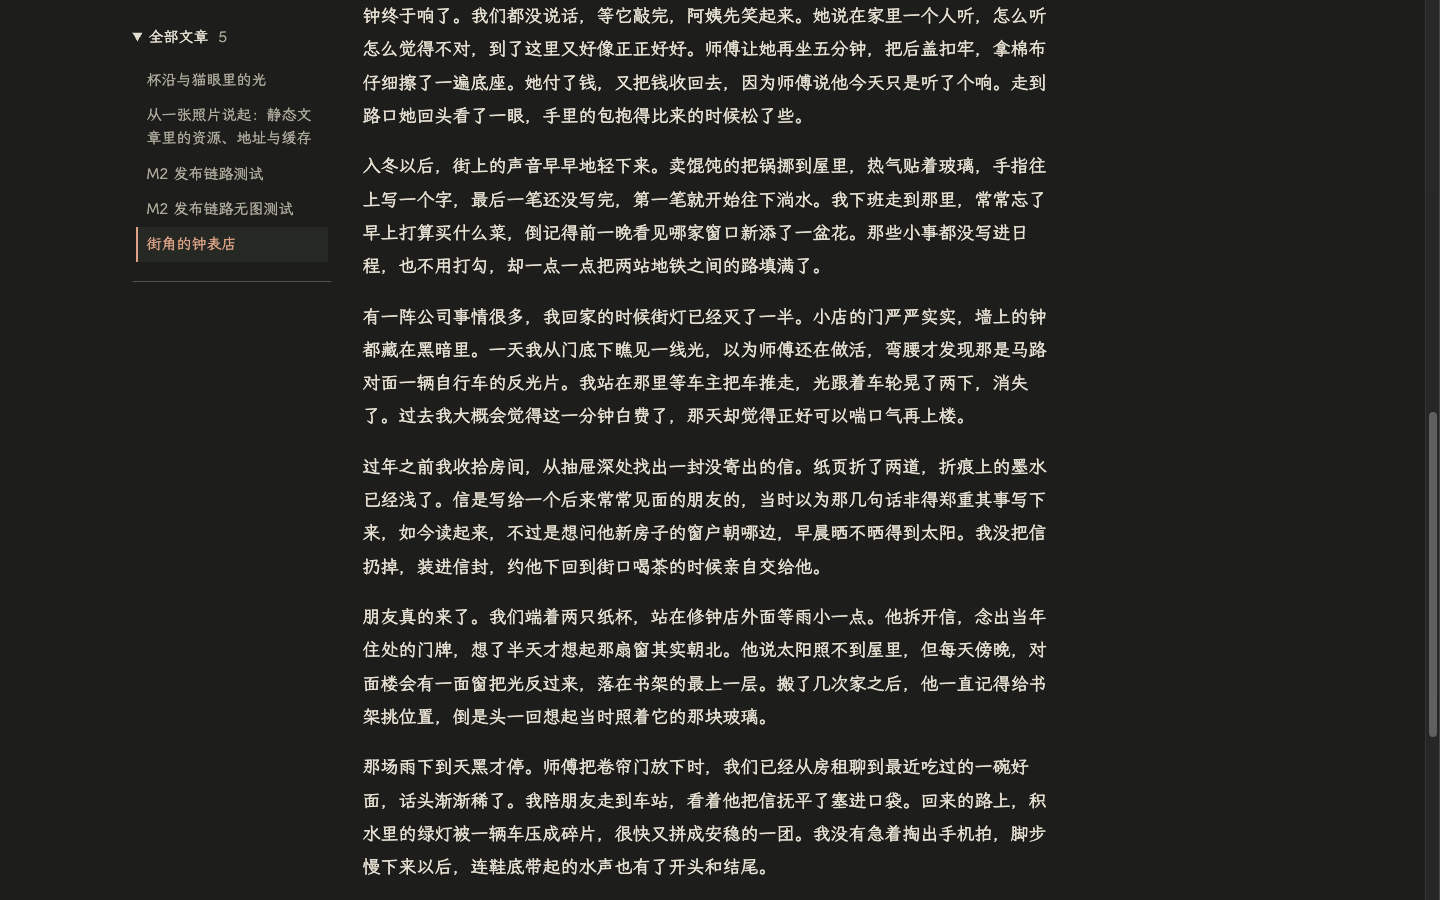 全部文章 5
杯沿与猫眼里的光
从一张照片说起：静态文
章里的资源、地址与缓存
M2 发布链路测试
M2 发布链路无图测试
街角的钟表店
钟终于响了。我们都没说话，等它敲完，阿姨先笑起来。她说在家里一个人听，怎么听
怎么觉得不对，到了这里又好像正正好好。师傅让她再坐五分钟，把后盖扣牢，拿棉布
仔细擦了一遍底座。她付了钱，又把钱收回去，因为师傅说他今天只是听了个响。走到
路口她回头看了一眼，手里的包抱得比来的时候松了些。
入冬以后，街上的声音早早地轻下来。卖馄饨的把锅挪到屋里，热气贴着玻璃，手指往
上写一个字，最后一笔还没写完，第一笔就开始往下淌水。我下班走到那里，常常忘了
早上打算买什么菜，倒记得前一晚看见哪家窗口新添了一盆花。那些小事都没写进日
程，也不用打勾，却一点一点把两站地铁之间的路填满了。
有一阵公司事情很多，我回家的时候街灯已经灭了一半。小店的门严严实实，墙上的钟
都藏在黑暗里。一天我从门底下瞧见一线光，以为师傅还在做活，弯腰才发现那是马路
对面一辆自行车的反光片。我站在那里等车主把车推走，光跟着车轮晃了两下，消失
了。过去我大概会觉得这一分钟白费了，那天却觉得正好可以喘口气再上楼。
过年之前我收拾房间，从抽屉深处找出一封没寄出的信。纸页折了两道，折痕上的墨水
已经浅了。信是写给一个后来常常见面的朋友的，当时以为那几句话非得郑重其事写下
来，如今读起来，不过是想问他新房子的窗户朝哪边，早晨晒不晒得到太阳。我没把信
扔掉，装进信封，约他下回到街口喝茶的时候亲自交给他。
朋友真的来了。我们端着两只纸杯，站在修钟店外面等雨小一点。他拆开信，念出当年
住处的门牌，想了半天才想起那扇窗其实朝北。他说太阳照不到屋里，但每天傍晚，对
面楼会有一面窗把光反过来，落在书架的最上一层。搬了几次家之后，他一直记得给书
架挑位置，倒是头一回想起当时照着它的那块玻璃。
那场雨下到天黑才停。师傅把卷帘门放下时，我们已经从房租聊到最近吃过的一碗好
面，话头渐渐稀了。我陪朋友走到车站，看着他把信抚平了塞进口袋。回来的路上，积
水里的绿灯被一辆车压成碎片，很快又拼成安稳的一团。我没有急着掏出手机拍，脚步
慢下来以后，连鞋底带起的水声也有了开头和结尾。